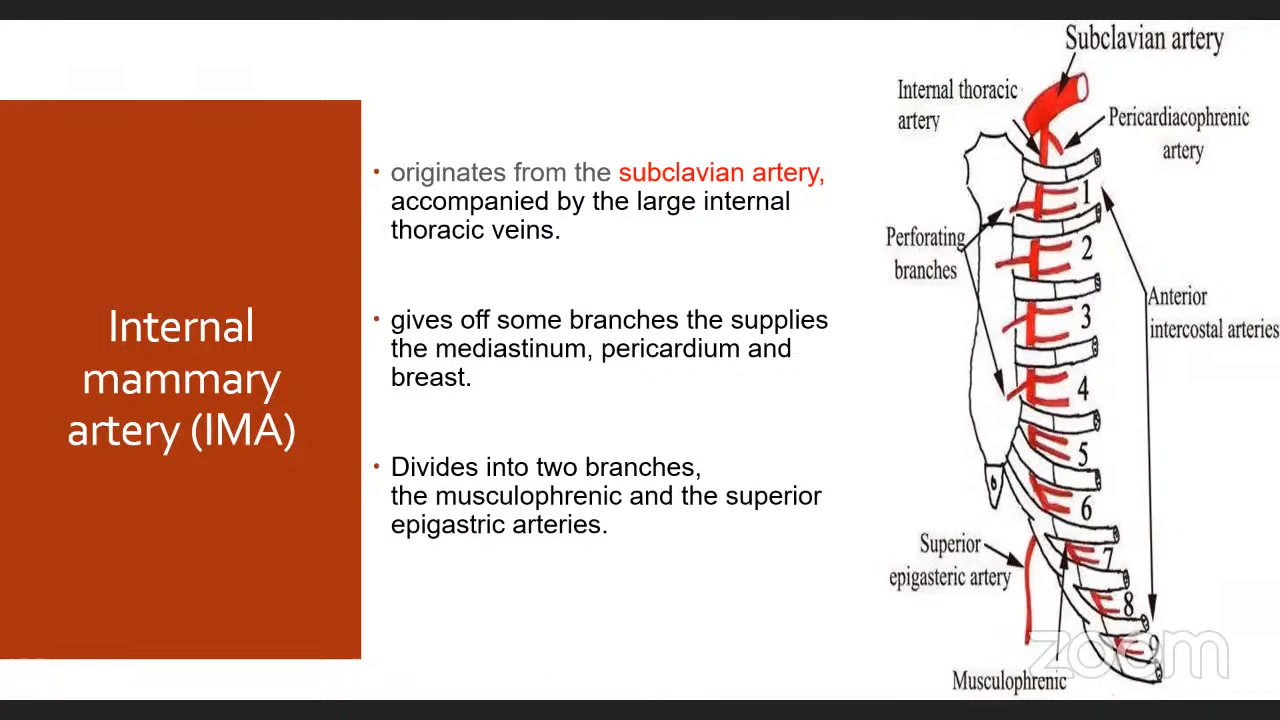 Internal
mammary
artery (IMA)
• originates from the subclavian artery,
accompanied by the large internal
thoracic veins.
• gives off some branches the supplies
the mediastinum, pericardium and
breast.
• Divides into two branches,
the musculophrenic and the superior
epigastric arteries.
Subclavian artery
Internal thoracic
artery
Pericardiacophrenic
artery
1
Perforating
branches
2
Anterior
intercostal arteries
3
4
5
6
Superior
epigasteric artery
7
8
9
Musculophrenic
zoom